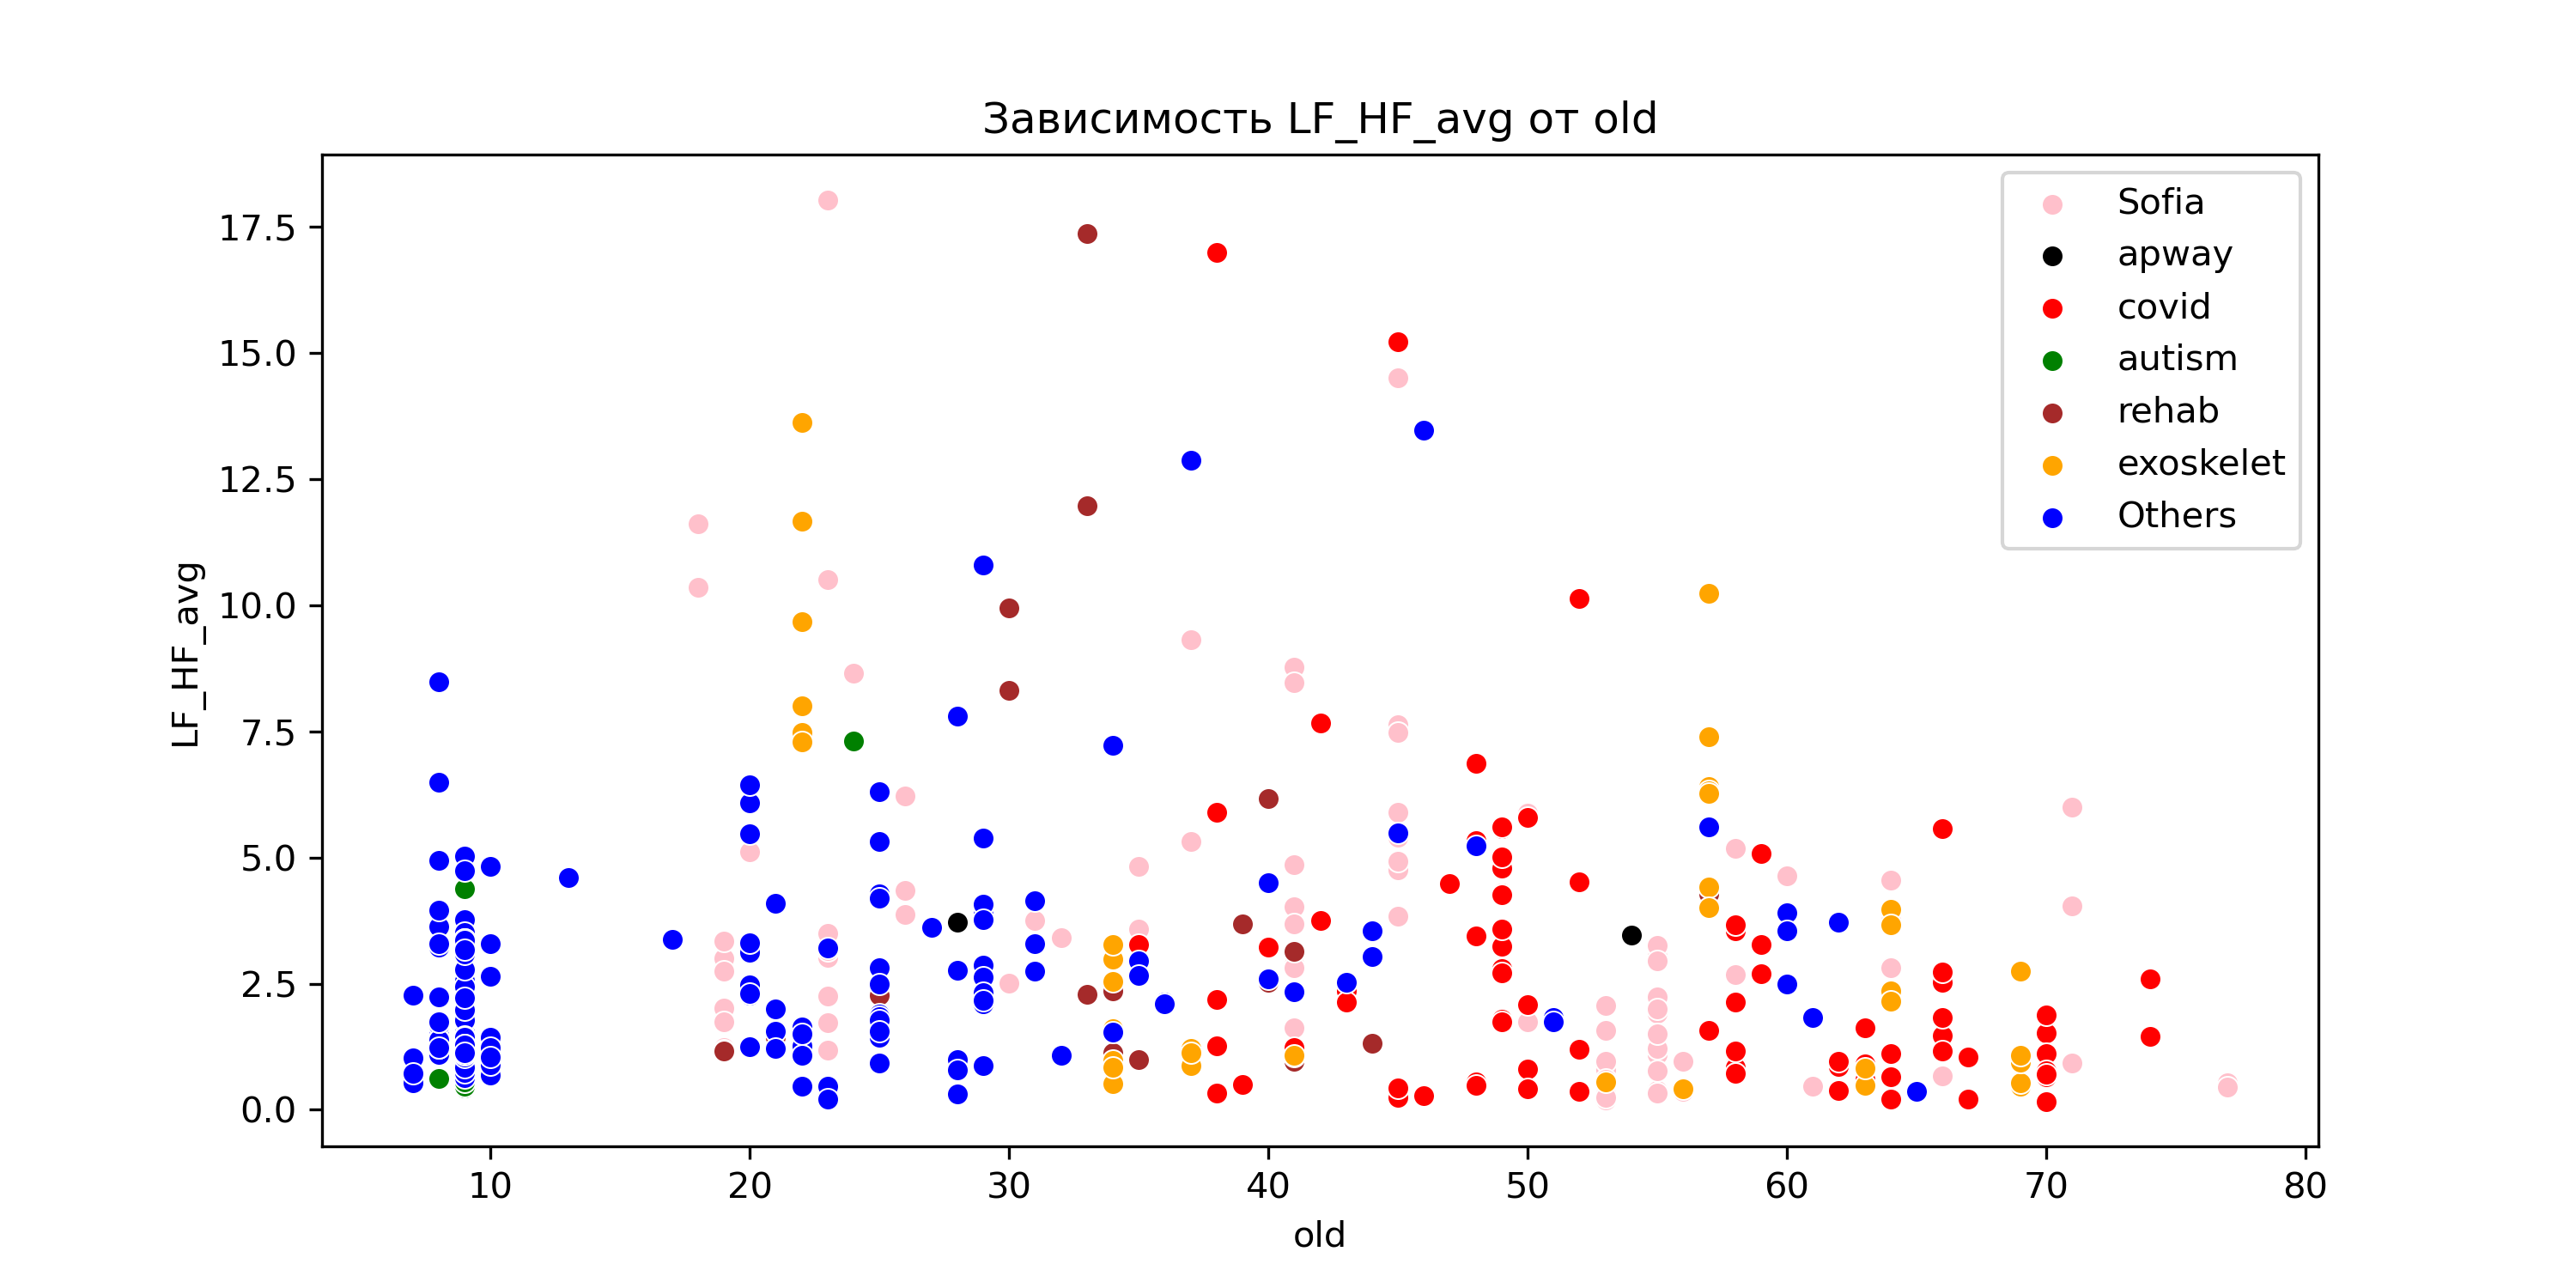 Зависимость LF_HF_avg от old
LF_HF_avg
17.5
15.0
12.5
10.0
7.5
5.0
2.5
0.0
10 20 30 40 50 60 70 80
old
Sofia
apway
covid
autism
rehab
exoskelet
Others